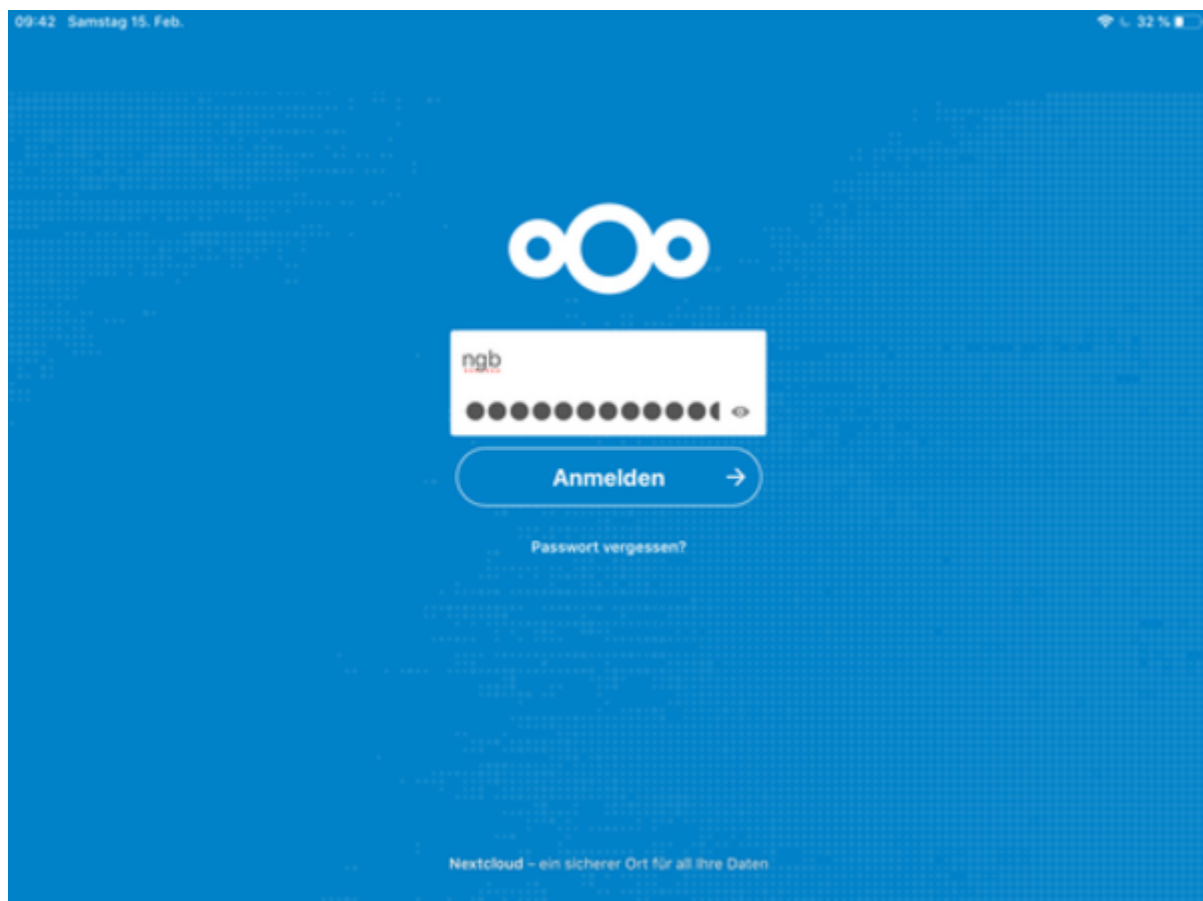 09:42 Samstag 15. Feb. 32 %
ngb
Anmelden
Passwort vergessen?
Nextcloud – ein sicherer Ort für all Ihre Daten